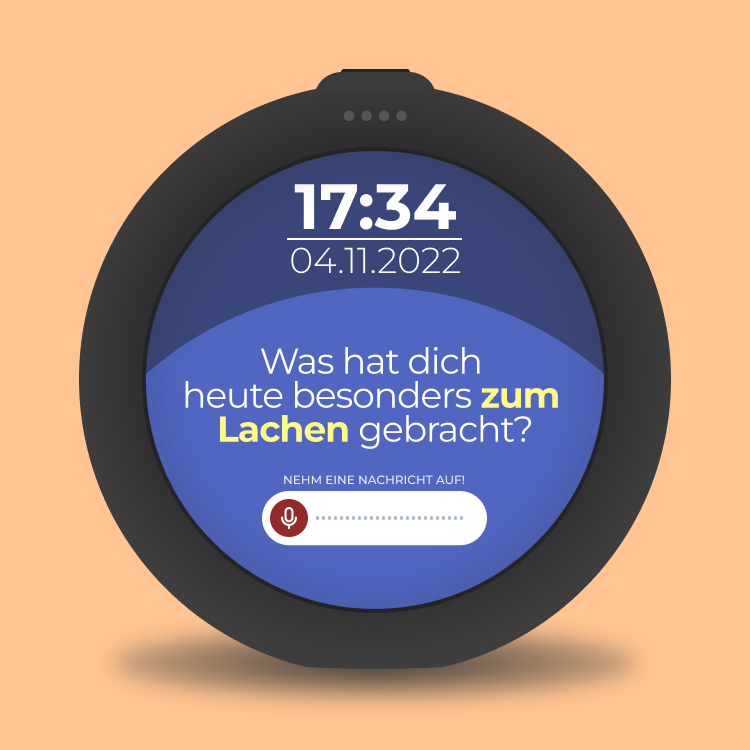 17:34
04.11.2022
Was hat dich
heute besonders zum
Lachen gebracht?
NEHM EINE NACHRICHT AUF!